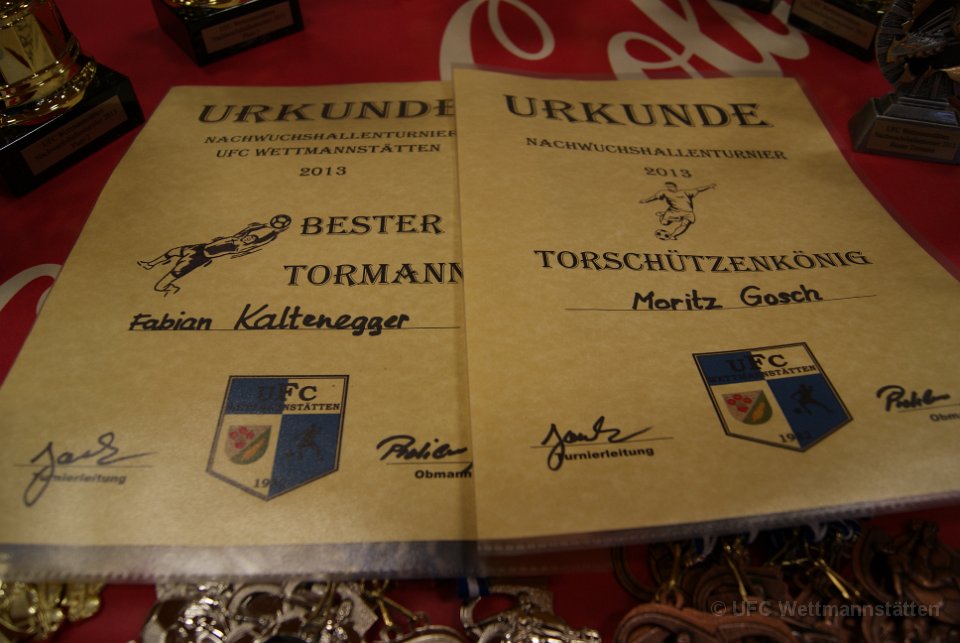 URKUNDE
NACHWUCHSHALLENTURNIER
UFC WETTMANNSTÄTTEN
2013
BESTER
TORMANN
Fabian Kaltenegger
UFC
WETTMANNSTÄTTEN
Turnierleitung
Obmann
URKUNDE
NACHWUCHSHALLENTURNIER
2013
TORSCHÜTZENKÖNIG
Moritz Gosch
UFC
WETTMANNSTÄTTEN
Turnierleitung
Obm
© UFC Wettmannstätten